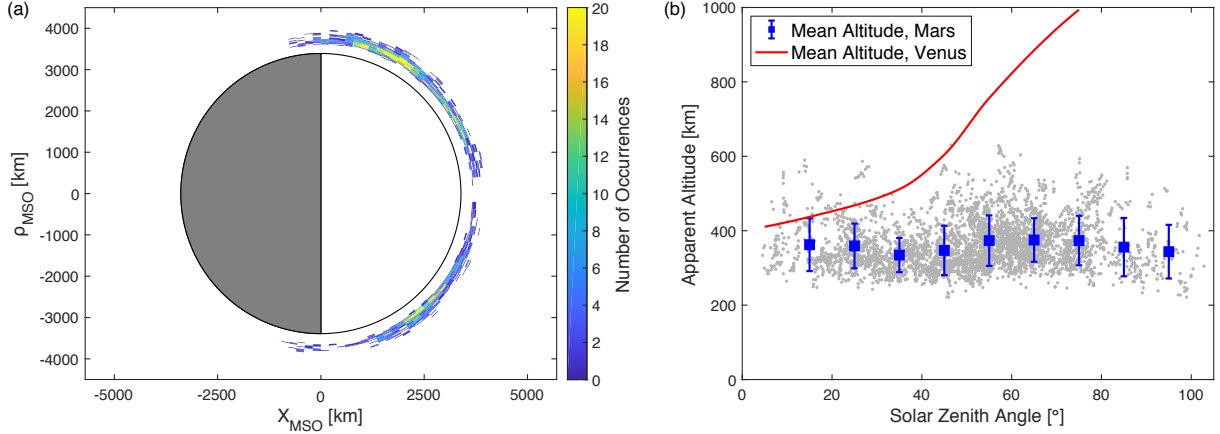 (a)
4000
3000
2000
1000
0
-1000
-2000
-3000
-4000
ρMSO [km]
-5000 -2500 0 2500 5000
XMSO [km]
20
18
16
14
12
10
8
6
4
2
0
Number of Occurrences
(b)
1000
800
600
400
200
0
Apparent Altitude [km]
Mean Altitude, Mars
Mean Altitude, Venus
0 20 40 60 80 100
Solar Zenith Angle [°]